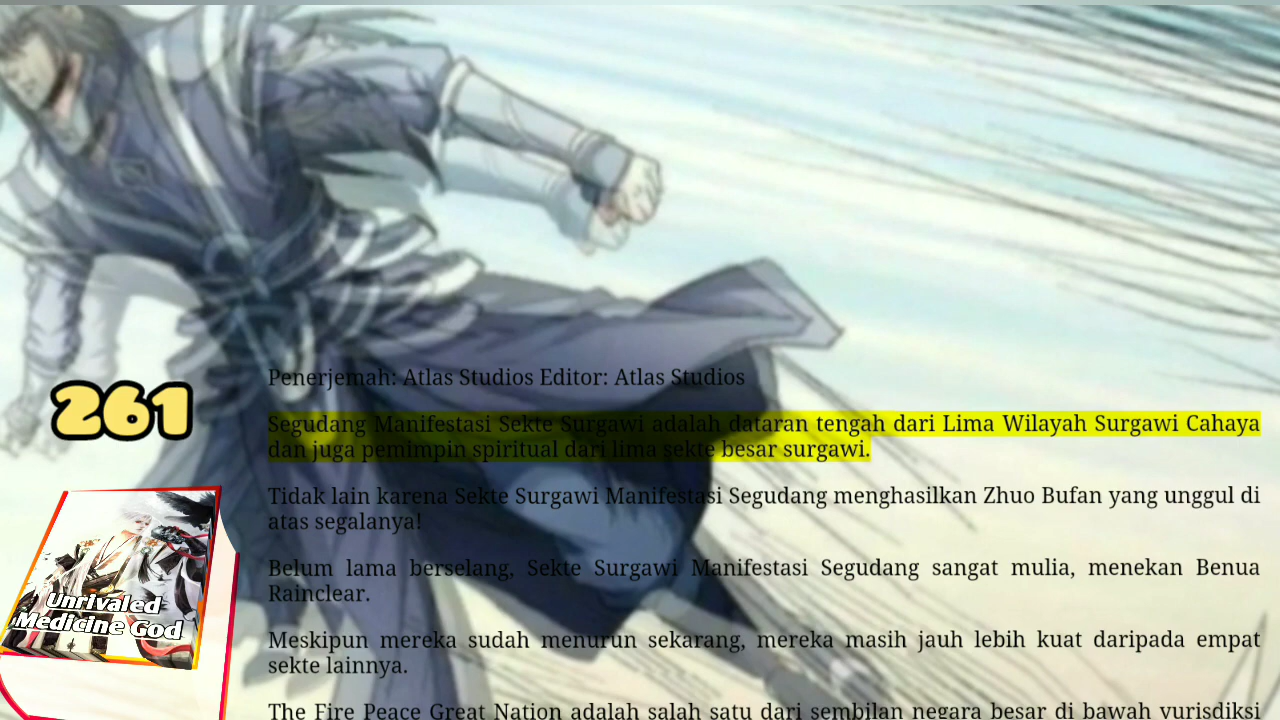 Penerjemah: Atlas Studios Editor: Atlas Studios
261
Segudang Manifestasi Sekte Surgawi adalah dataran tengah dari Lima Wilayah Surgawi Cahaya
dan juga pemimpin spiritual dari lima sekte besar surgawi.
Tidak lain karena Sekte Surgawi Manifestasi Segudang menghasilkan Zhuo Bufan yang unggul di
atas segalanya!
Belum lama berselang, Sekte Surgawi Manifestasi Segudang sangat mulia, menekan Benua
Rainclear.
Unrivaled
Medicine God
Meskipun mereka sudah menurun sekarang, mereka masih jauh lebih kuat daripada empat
sekte lainnya.
The Fire Peace Great Nation adalah salah satu dari sembilan negara besar di bawah yurisdiksi